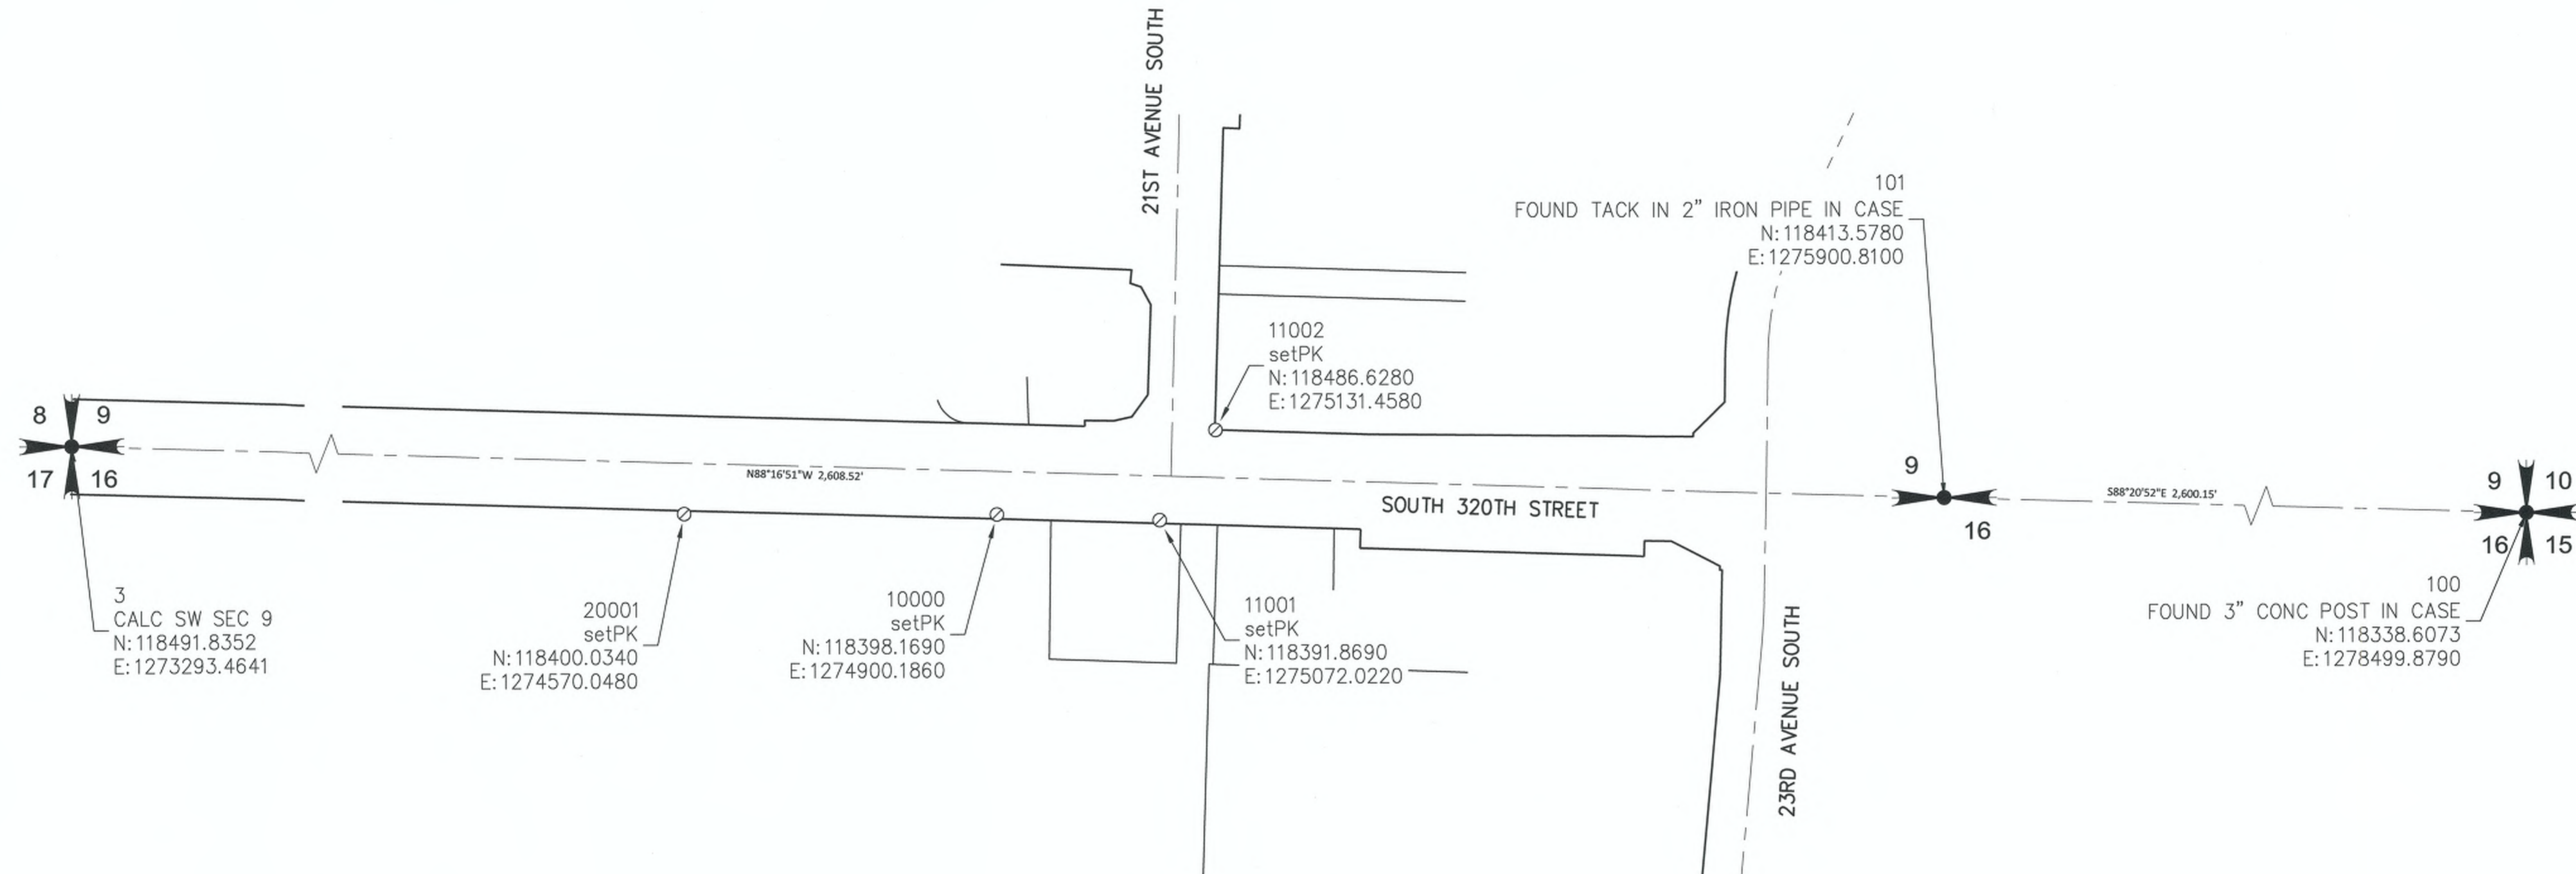 21ST AVENUE SOUTH
101
FOUND TACK IN 2” IRON PIPE IN CASE
N:118413.5780
E:1275900.8100
11002
setPK
N:118486.6280
E:1275131.4580
8 9
17 16
N88°16'51"W 2,608.52'
SOUTH 320TH STREET
9
16
S88°20'52"E 2,600.15'
9 10
16 15
3
CALC SW SEC 9
N:118491.8352
E:1273293.4641
20001
setPK
N:118400.0340
E:1274570.0480
10000
setPK
N:118398.1690
E:1274900.1860
11001
setPK
N:118391.8690
E:1275072.0220
23RD AVENUE SOUTH
100
FOUND 3” CONC POST IN CASE
N:118338.6073
E:1278499.8790